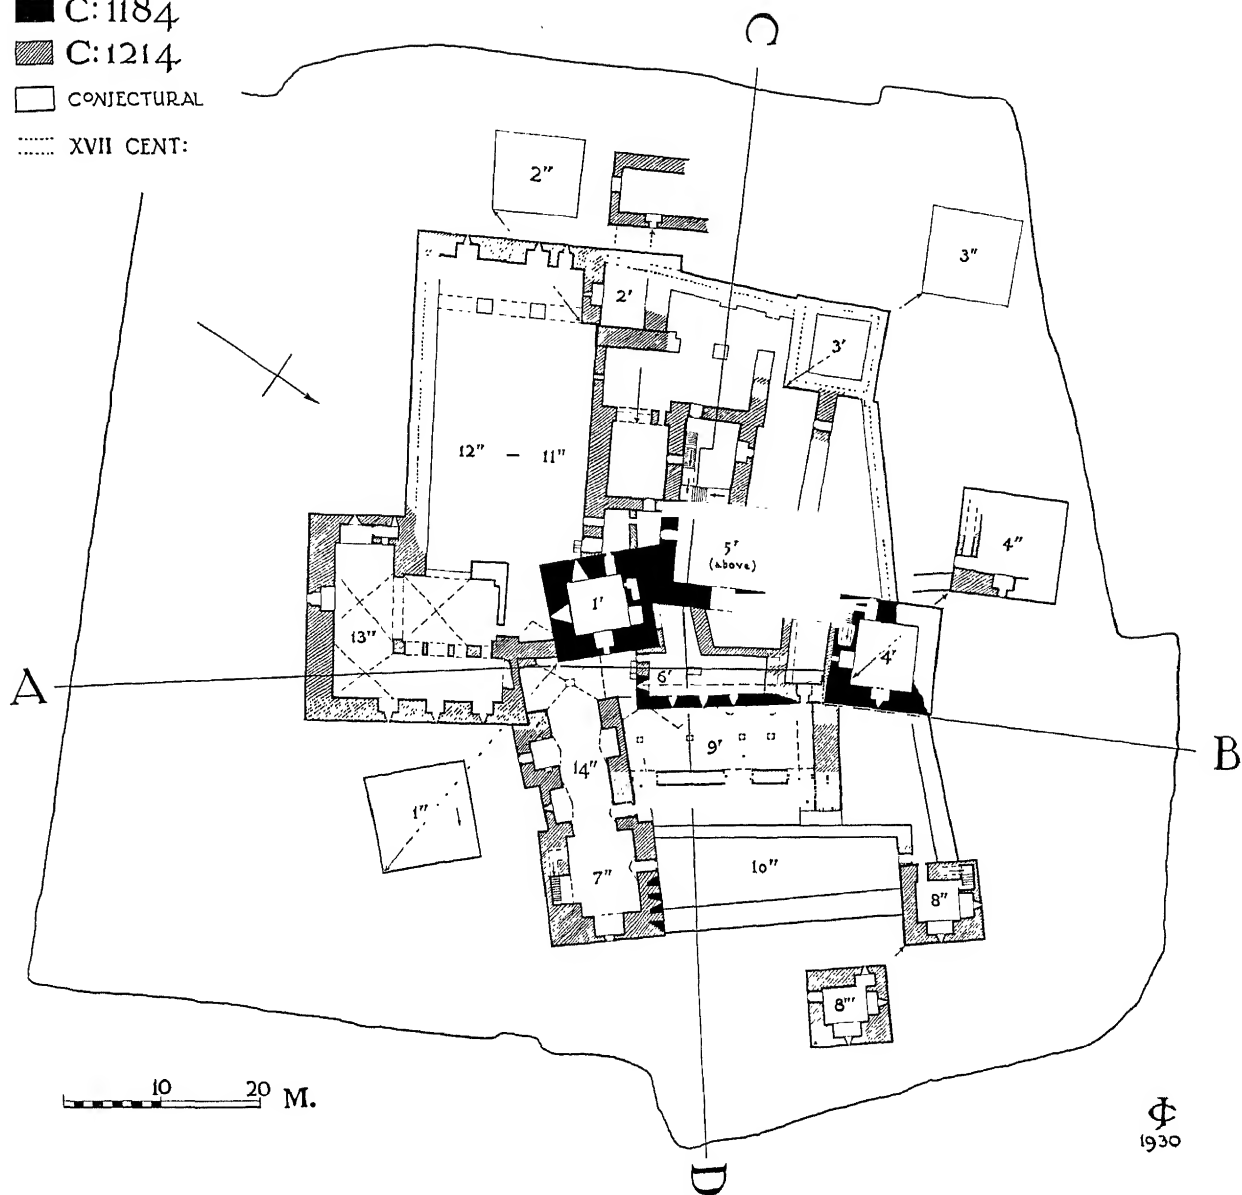 C: 1184
C: 1214
CONJECTURAL
XVII CENT:
C
2"
3"
2'
3'
12" – 11"
4"
5'
(above)
1'
13"
4'
6'
A
B
9'
14"
1"
10"
7"
8"
8'"
10 20 M.
1930
D